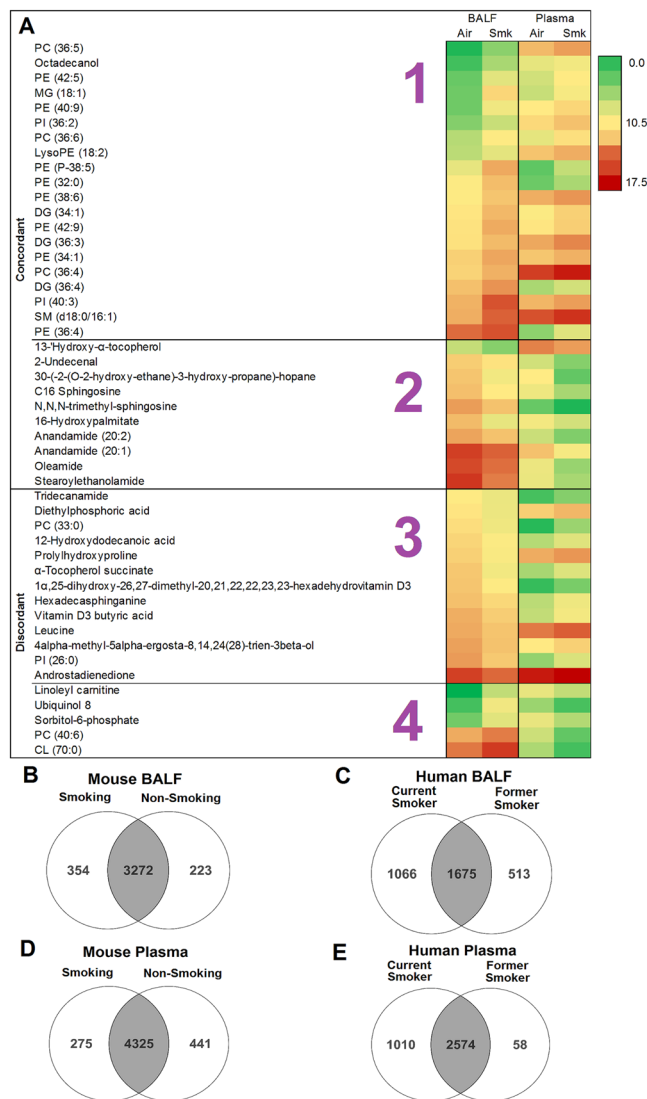 A
BALF Plasma
Air Smk Air Smk
PC (36:5)
Octadecanol
PE (42:5)
MG (18:1)
PE (40:9)
PI (36:2)
PC (36:6)
LysoPE (18:2)
PE (P-38:5)
PE (32:0)
PE (38:6)
DG (34:1)
PE (42:9)
DG (36:3)
PE (34:1)
PC (36:4)
DG (36:4)
PI (40:3)
SM (d18:0/16:1)
PE (36:4)
1
0.0
10.5
17.5
Concordant
13-'Hydroxy-α-tocopherol
2-Undecenal
30-(-2-(O-2-hydroxy-ethane)-3-hydroxy-propane)-hopane
C16 Sphingosine
N,N,N-trimethyl-sphingosine
16-Hydroxypalmitate
Anandamide (20:2)
Anandamide (20:1)
Oleamide
Stearoylethanolamide
2
Tridecanamide
Diethylphosphoric acid
PC (33:0)
12-Hydroxydodecanoic acid
Prolylhydroxyproline
α-Tocopherol succinate
1α,25-dihydroxy-26,27-dimethyl-20,21,22,22,23,23-hexadehydrovitamin D3
Hexadecasphinganine
Vitamin D3 butyric acid
Leucine
4alpha-methyl-5alpha-ergosta-8,14,24(28)-trien-3beta-ol
PI (26:0)
Androstadienedione
3
Discordant
Linoleyl carnitine
Ubiquinol 8
Sorbitol-6-phosphate
PC (40:6)
CL (70:0)
4
B
Mouse BALF
Smoking Non-Smoking
354 3272 223
C
Human BALF
Current Smoker
Former Smoker
1066 1675 513
D
Mouse Plasma
Smoking Non-Smoking
275 4325 441
E
Human Plasma
Current Smoker
Former Smoker
1010 2574 58